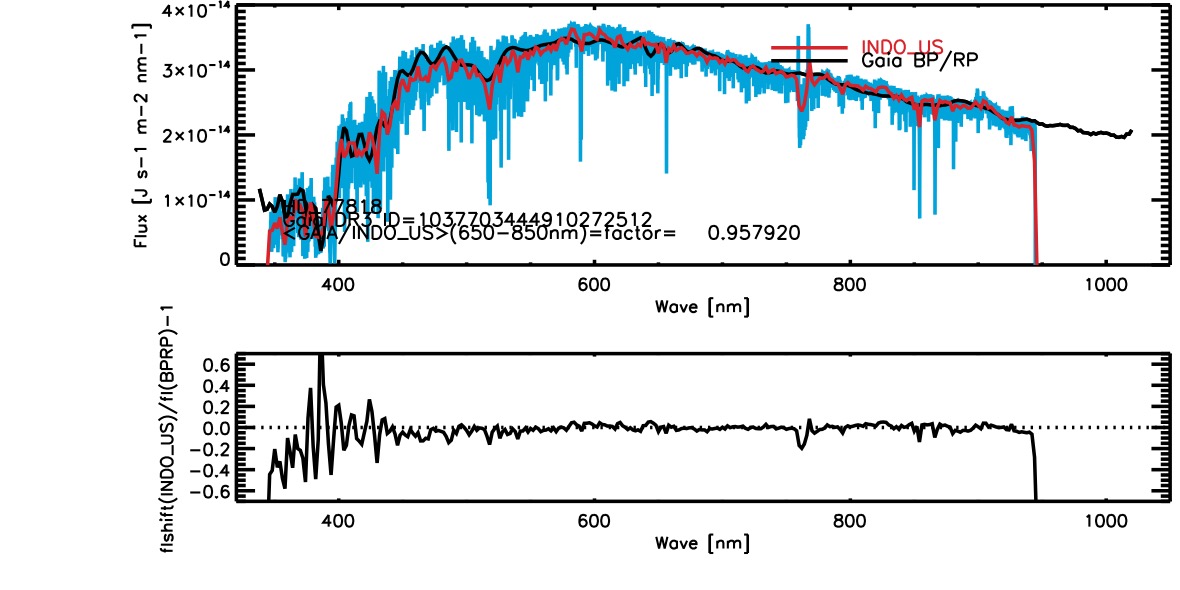 4×10−14
3×10−14
2×10−14
1×10−14
0
Flux [J s−1 m−2 nm−1]
INDO_US
Gaia BP/RP
77818
Gaia DR3 ID=1037703444910272512
<GAIA/INDO_US>(650−850nm)=factor= 0.957920
400 600 800 1000
Wave [nm]
flshift(INDO_US)/fl(BPRP)−1
0.6
0.4
0.2
0.0
−0.2
−0.4
−0.6
400 600 800 1000
Wave [nm]